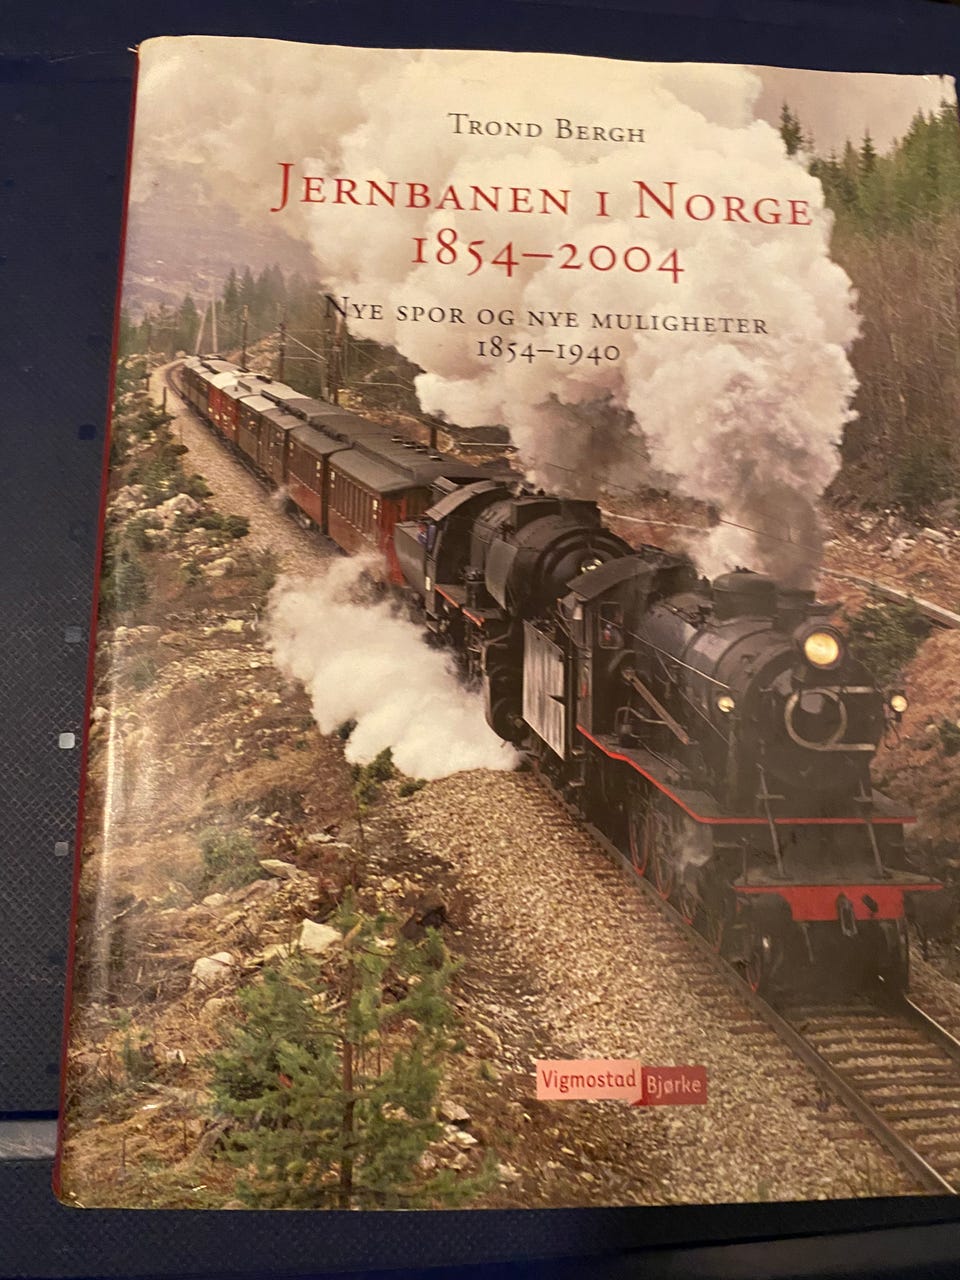 Trond Bergh
Jernbanen i Norge
1854–2004
Nye spor og nye muligheter
1854–1940
Vigmostad Bjørke